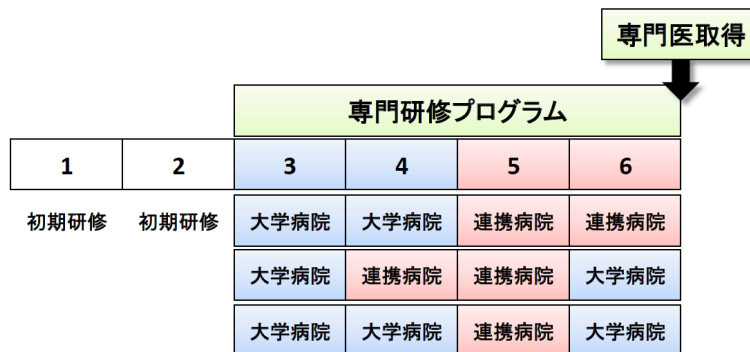 専門医取得
専門研修プログラム
1 2 3 4 5 6
初期研修 初期研修 大学病院 大学病院 連携病院 連携病院
大学病院 連携病院 連携病院 大学病院
大学病院 大学病院 連携病院 大学病院